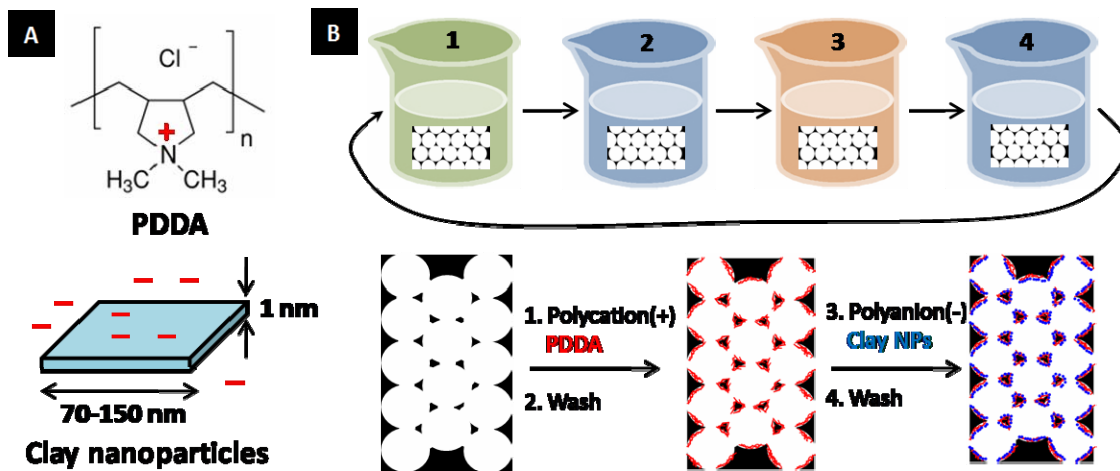 A
Cl⁻
+
n
N
H₃C CH₃
PDDA
1 nm
70-150 nm
Clay nanoparticles
B
1
2
3
4
1. Polycation(+)
PDDA
2. Wash
3. Polyanion(-)
Clay NPs
4. Wash